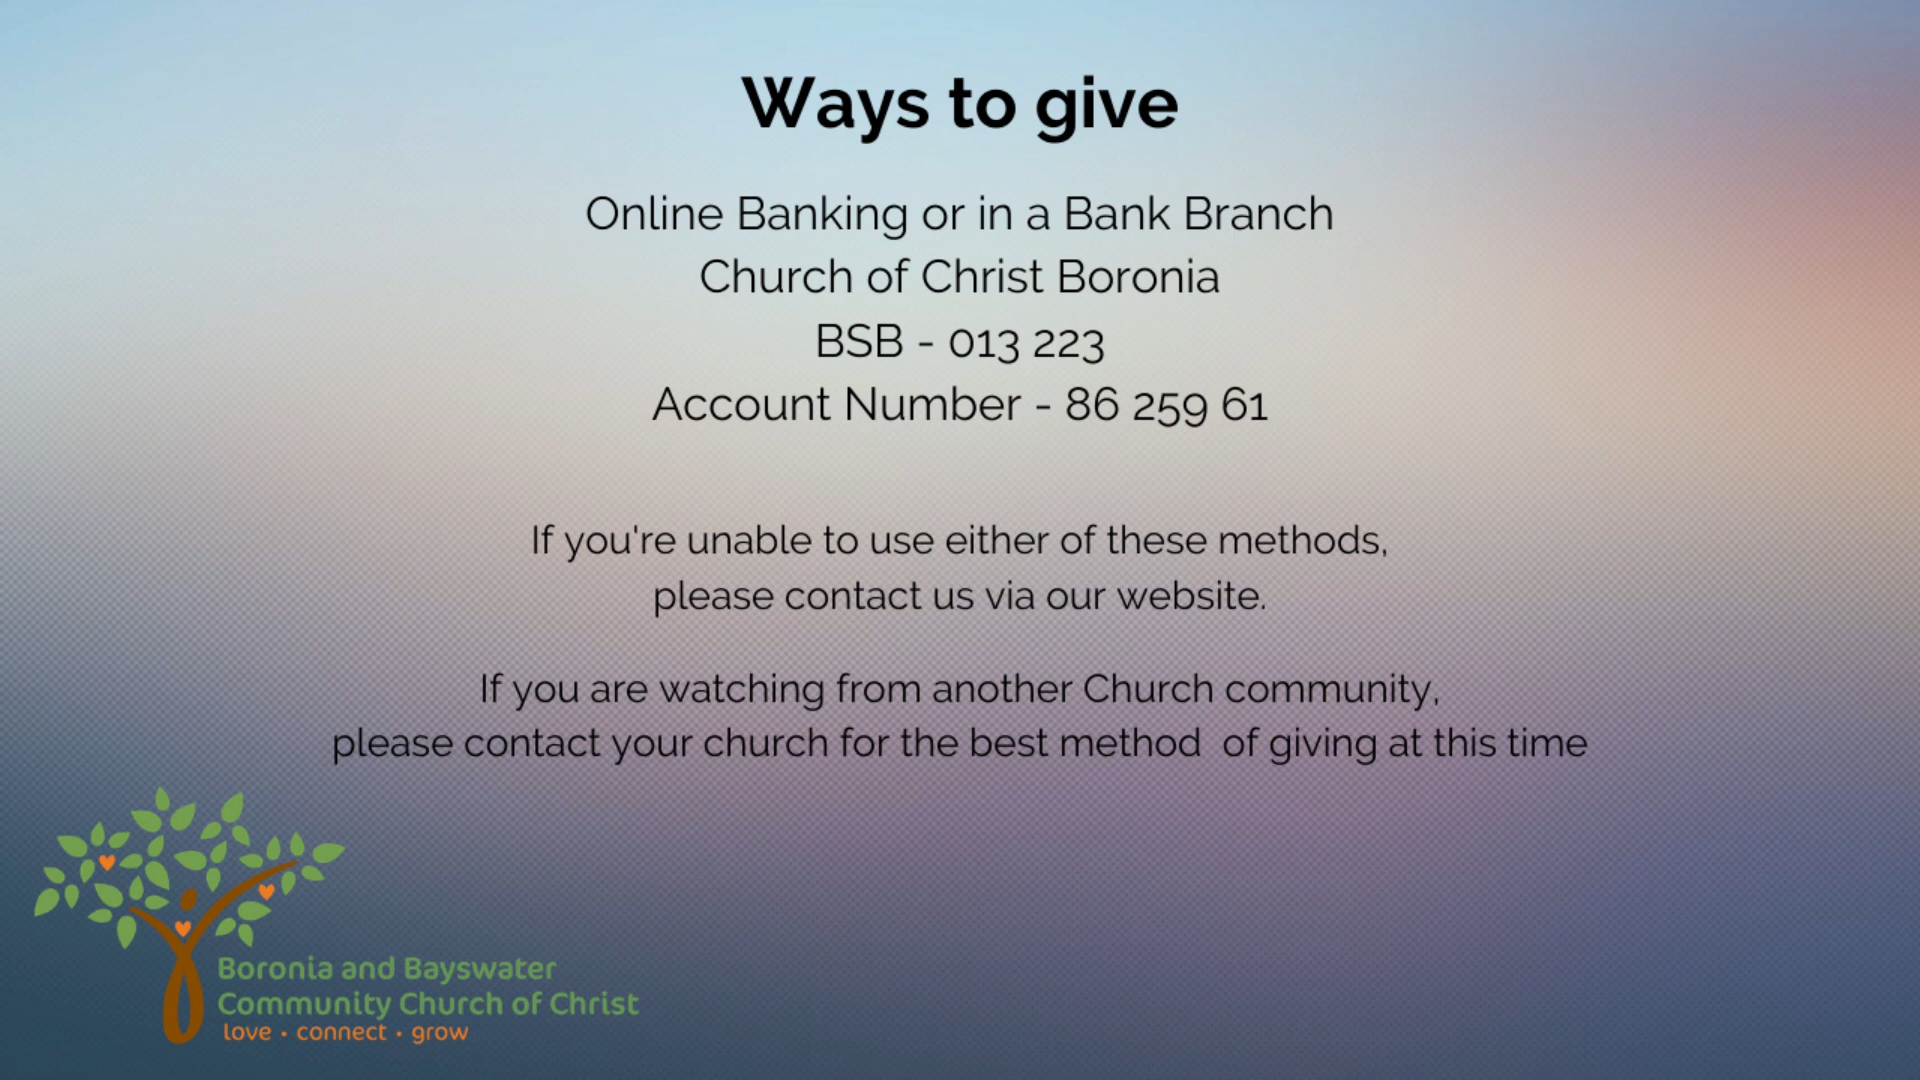 Ways to give
Online Banking or in a Bank Branch
Church of Christ Boronia
BSB - 013 223
Account Number - 86 259 61
If you're unable to use either of these methods,
please contact us via our website.
If you are watching from another Church community,
please contact your church for the best method  of giving at this time
Boronia and Bayswater
Community Church of Christ
love · connect · grow